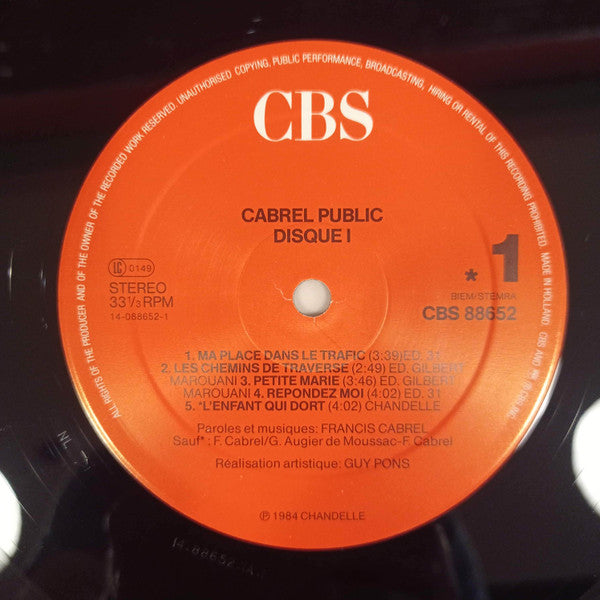 ALL RIGHTS OF THE PRODUCER AND OF THE OWNER OF THE RECORDED WORK RESERVED. UNAUTHORISED COPYING, PUBLIC PERFORMANCE, BROADCASTING, HIRING OR RENTAL OF THIS RECORDING PROHIBITED. MADE IN HOLLAND
CBS
CABREL PUBLIC
DISQUE I
LC 0149
STEREO
33 1/3 RPM
14-088652-1
* 1
BIEM/STEMRA
CBS 88652
1. MA PLACE DANS LE TRAFIC (3:39) ED. 31
2. LES CHEMINS DE TRAVERSE (2:49) ED. GILBERT
MAROUANI 3. PETITE MARIE (3:46) ED. GILBERT
MAROUANI 4. REPONDEZ MOI (4:02) ED. 31
5. *L'ENFANT QUI DORT (4:02) CHANDELLE
Paroles et musiques: FRANCIS CABREL
Sauf* : F. Cabrel/G. Augier de Moussac-F. Cabrel
Réalisation artistique: GUY PONS
℗ 1984 CHANDELLE
NL